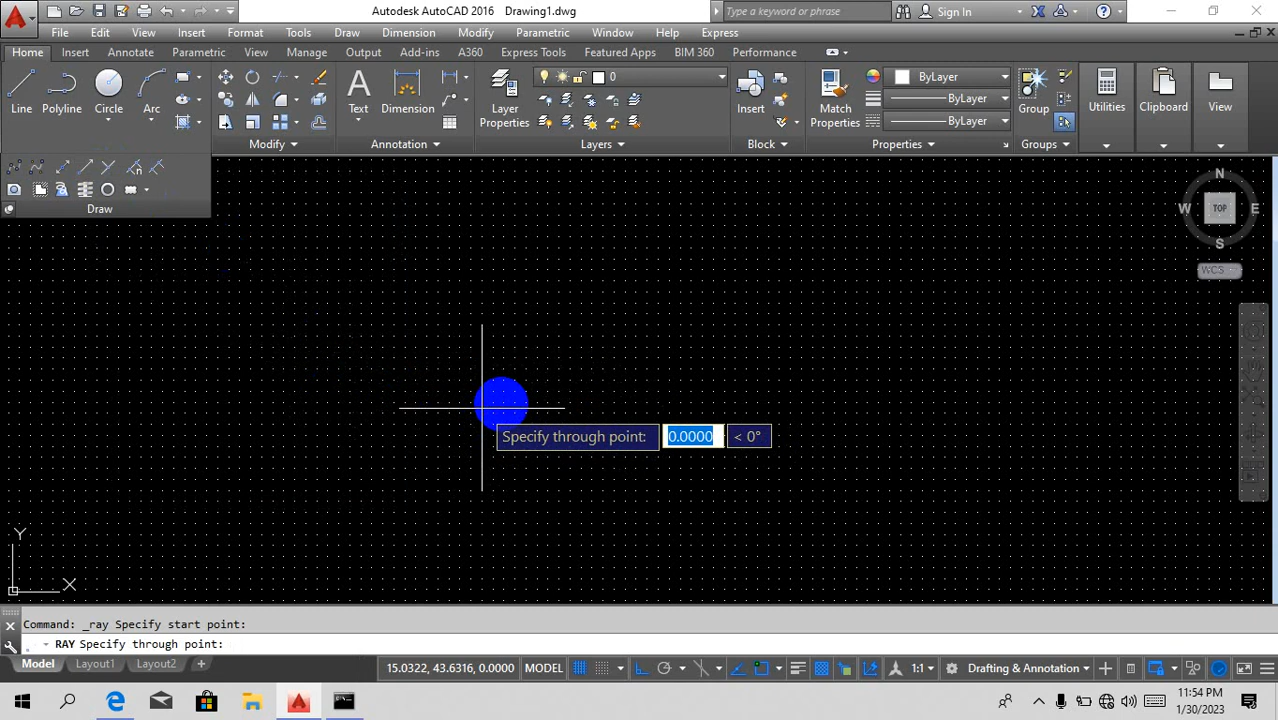 Autodesk AutoCAD 2016 Drawing1.dwg
Type a keyword or phrase
Sign In
File Edit View Insert Format Tools Draw Dimension Modify Parametric Window Help Express
Home Insert Annotate Parametric View Manage Output Add-ins A360 Express Tools Featured Apps BIM 360 Performance
Line Polyline Circle Arc
Text Dimension
Layer Properties
0
Insert
Match Properties
ByLayer
ByLayer
ByLayer
Group
Utilities Clipboard View
Modify Annotation Layers Block Properties Groups
Draw
N
W TOP E
S
WCS
Specify through point: 0.0000 < 0°
Y
X
Command: _ray Specify start point:
RAY Specify through point:
Model Layout1 Layout2
15.0322, 43.6316, 0.0000 MODEL 1:1 Drafting & Annotation
11:54 PM
1/30/2023